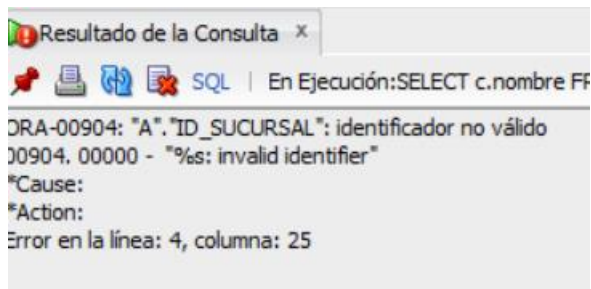 Resultado de la Consulta x
SQL | En Ejecución:SELECT c.nombre FR
ORA-00904: "A"."ID_SUCURSAL": identificador no válido
00904. 00000 - "%s: invalid identifier"
*Cause:
*Action:
Error en la línea: 4, columna: 25